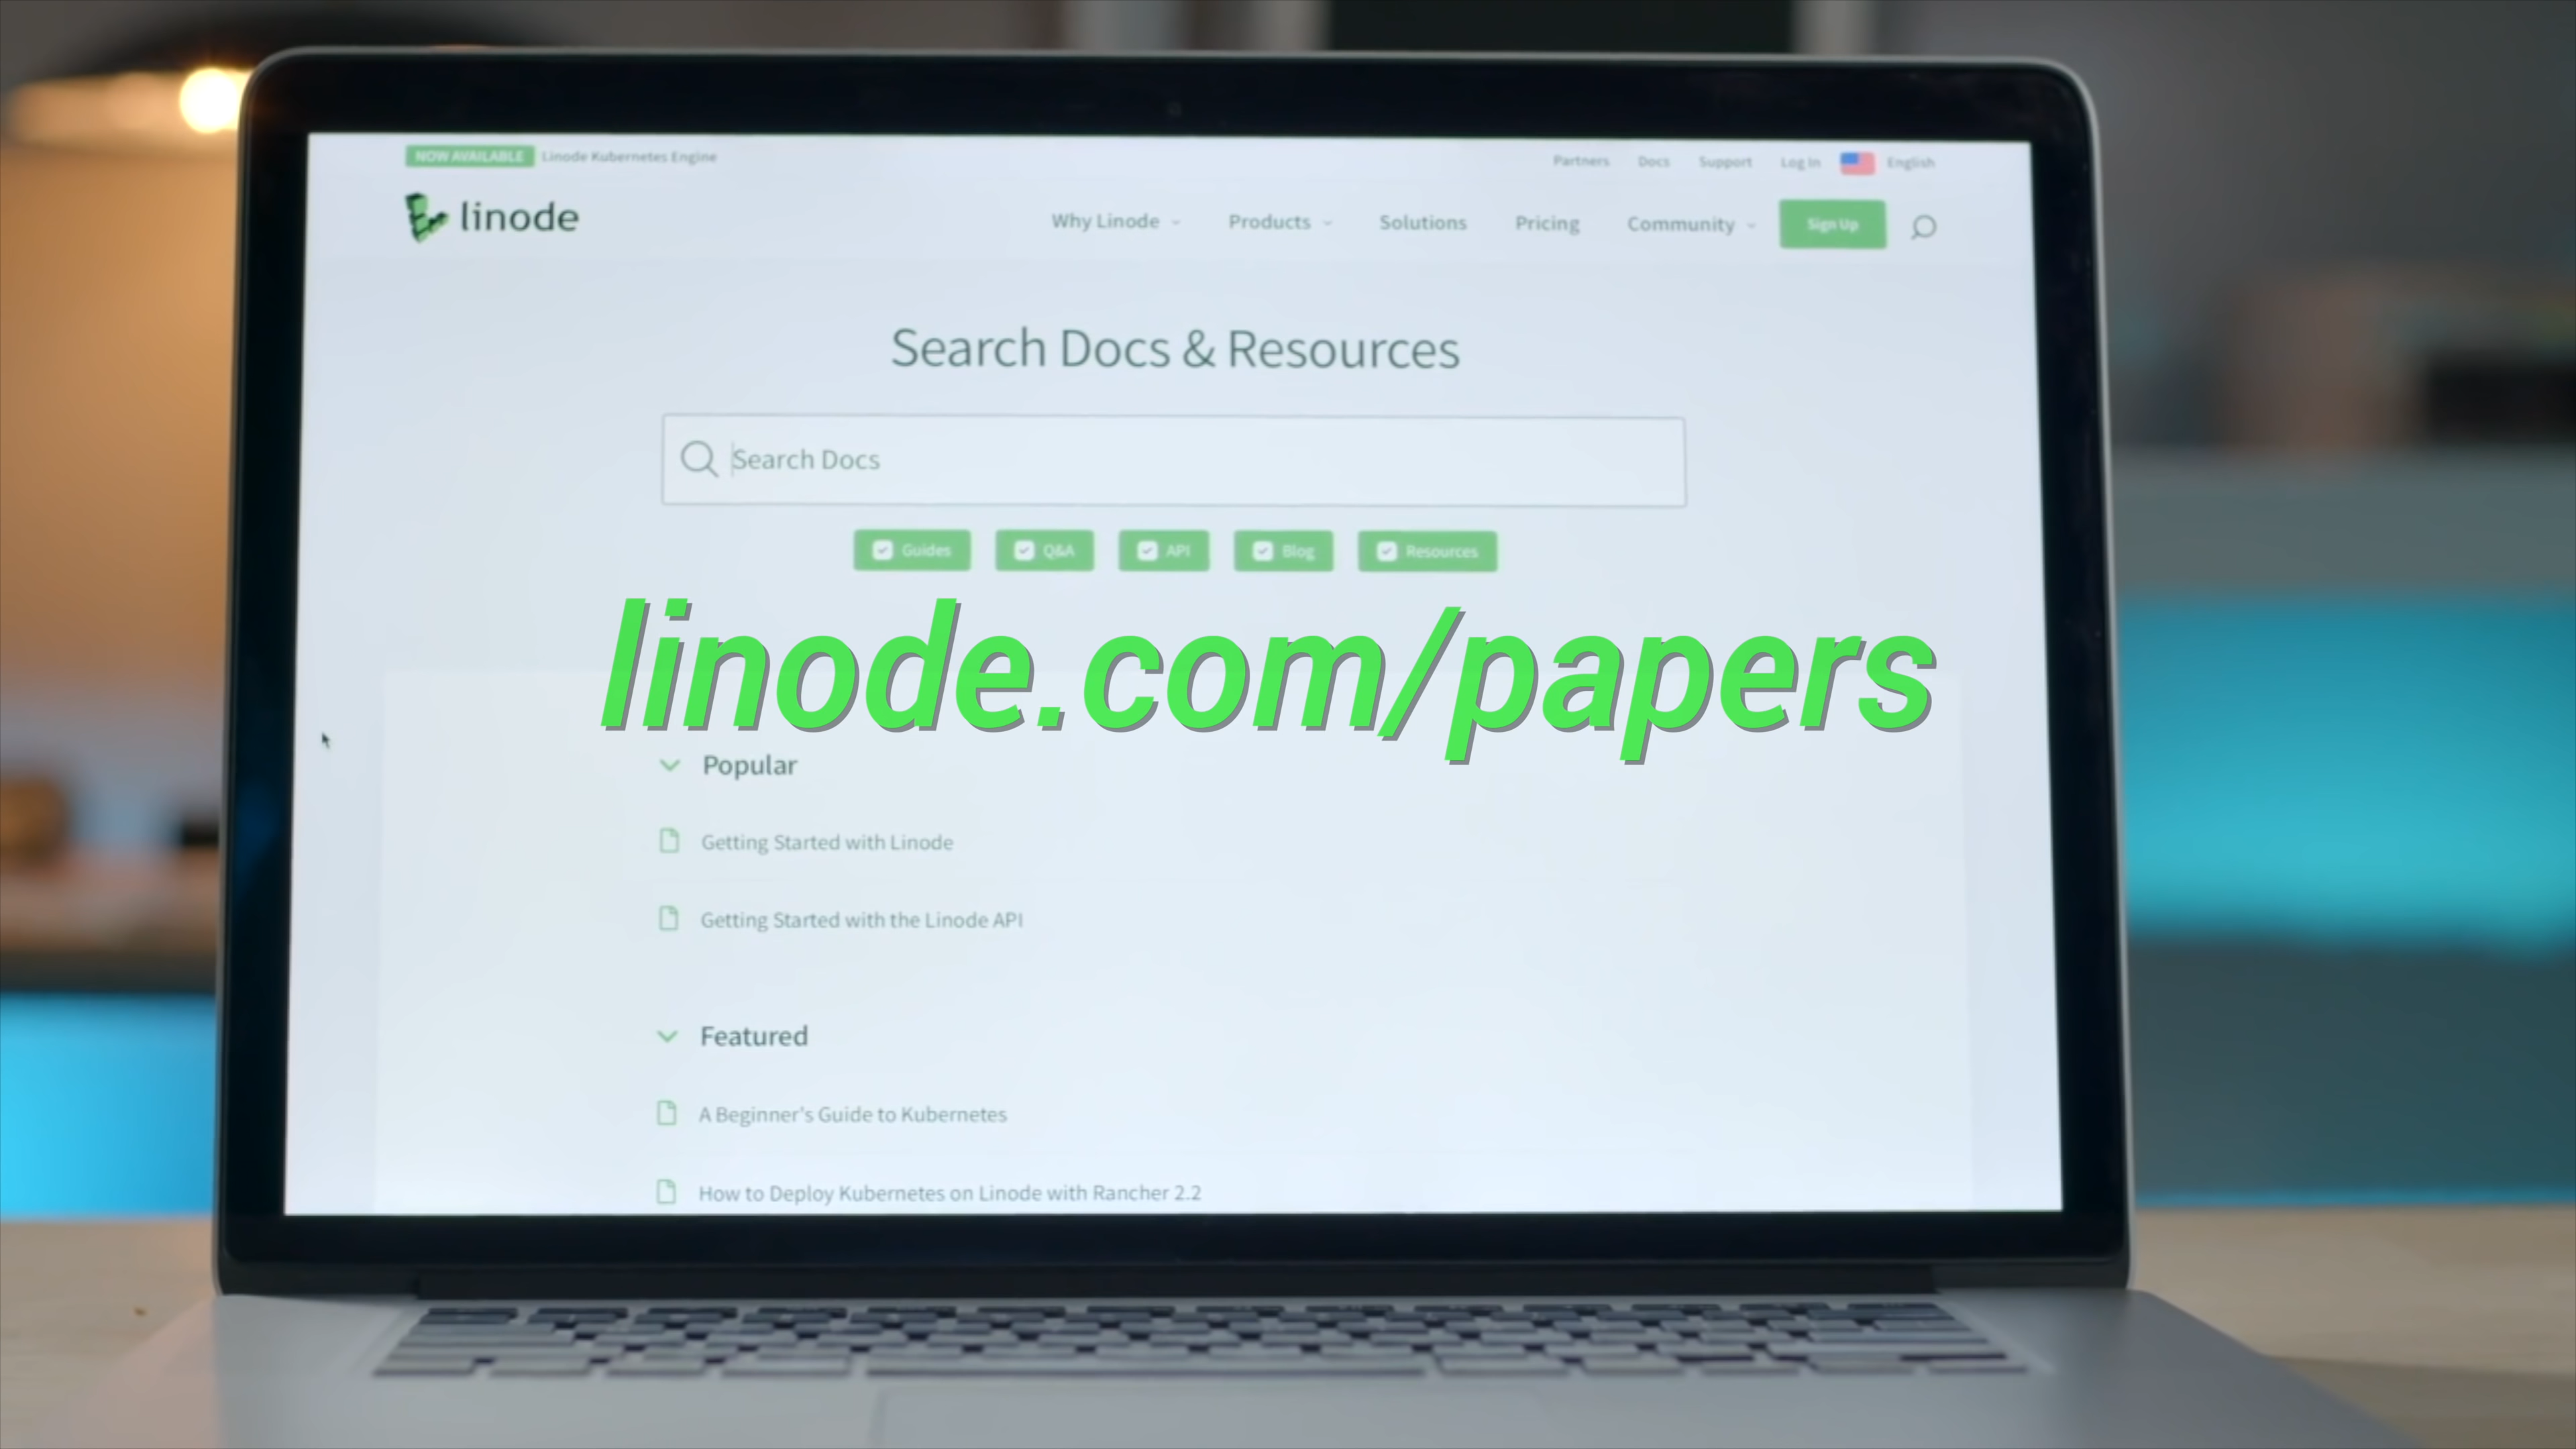 NOW AVAILABLE Linode Kubernetes Engine
Partners Docs Support Log In English
linode
Why Linode Products Solutions Pricing Community Sign Up
Search Docs & Resources
Search Docs
Guides Q&A API Blog Resources
linode.com/papers
Popular
Getting Started with Linode
Getting Started with the Linode API
Featured
A Beginner's Guide to Kubernetes
How to Deploy Kubernetes on Linode with Rancher 2.2